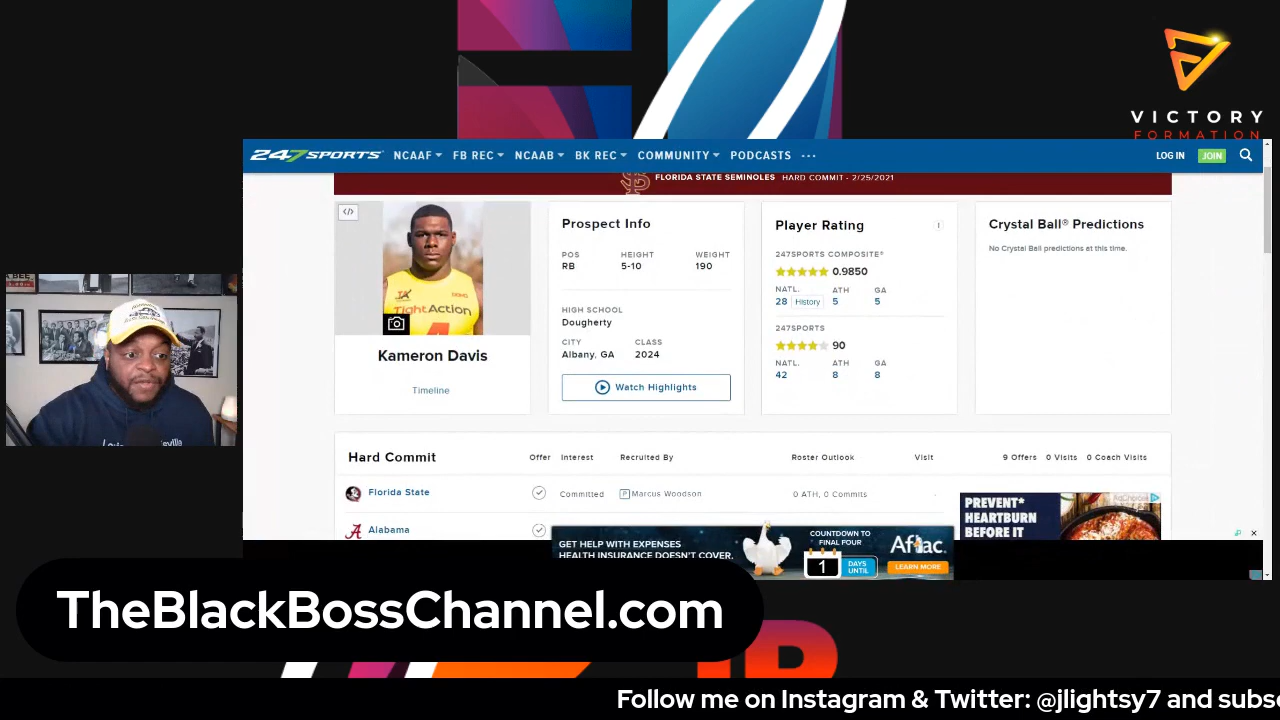 VICTORY
FORMATION
247SPORTS NCAAF FB REC NCAAB BK REC COMMUNITY PODCASTS ... LOG IN JOIN
FLORIDA STATE SEMINOLES HARD COMMIT - 2/25/2021
Kameron Davis
Timeline
TightAction
Prospect Info
POS HEIGHT WEIGHT
RB 5-10 190
HIGH SCHOOL
Dougherty
CITY CLASS
Albany, GA 2024
Watch Highlights
Player Rating
247SPORTS COMPOSITE®
0.9850
NATL. ATH GA
28 History 5 5
247SPORTS
90
NATL. ATH GA
42 8 8
Crystal Ball® Predictions
No Crystal Ball predictions at this time.
Hard Commit Offer Interest Recruited By Roster Outlook Visit 9 Offers 0 Visits 0 Coach Visits
Florida State Committed P Marcus Woodson 0 ATH, 0 Commits -
Alabama
PREVENT*
HEARTBURN
BEFORE IT
GET HELP WITH EXPENSES
HEALTH INSURANCE DOESN'T COVER.
COUNTDOWN TO
FINAL FOUR
1 DAYS
UNTIL
Aflac
LEARN MORE
TheBlackBossChannel.com
Follow me on Instagram & Twitter: @jlightsy7 and subsc